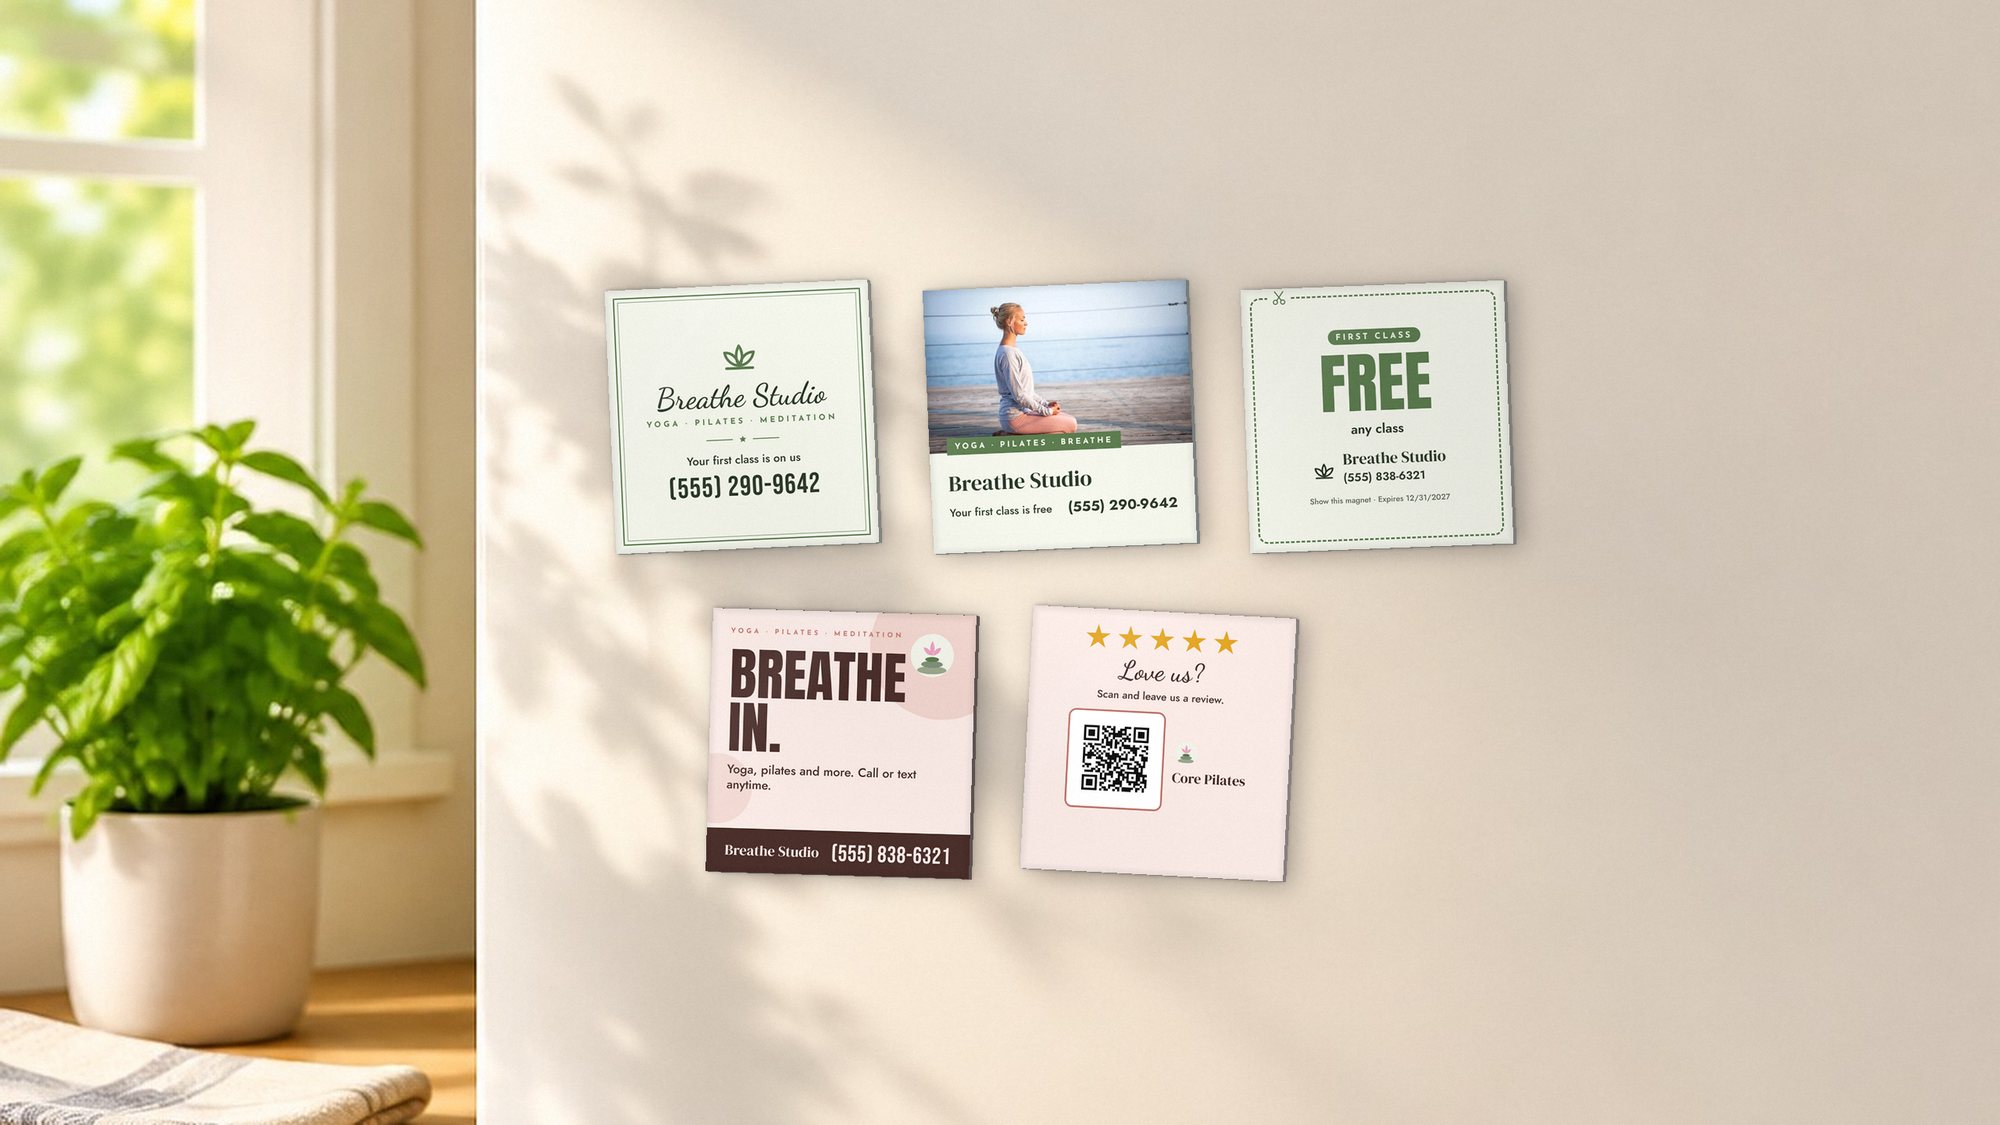 Breathe Studio
YOGA · PILATES · MEDITATION
Your first class is on us
(555) 290-9642
YOGA · PILATES · BREATHE
Breathe Studio
Your first class is free (555) 290-9642
FIRST CLASS
FREE
any class
Breathe Studio
(555) 838-6321
Show this magnet · Expires 12/31/2027
YOGA · PILATES · MEDITATION
BREATHE
IN.
Yoga, pilates and more. Call or text
anytime.
Breathe Studio (555) 838-6321
Love us?
Scan and leave us a review.
Core Pilates